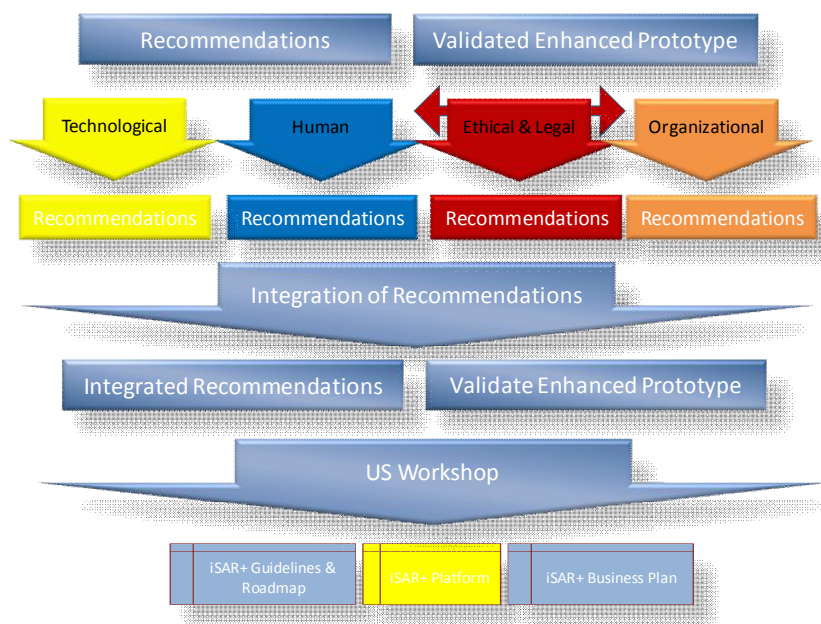 Recommendations
Validated Enhanced Prototype
Technological
Human
Ethical & Legal
Organizational
Recommendations
Recommendations
Recommendations
Recommendations
Integration of Recommendations
Integrated Recommendations
Validate Enhanced Prototype
US Workshop
iSAR+ Guidelines &
Roadmap
iSAR+ Platform
iSAR+ Business Plan